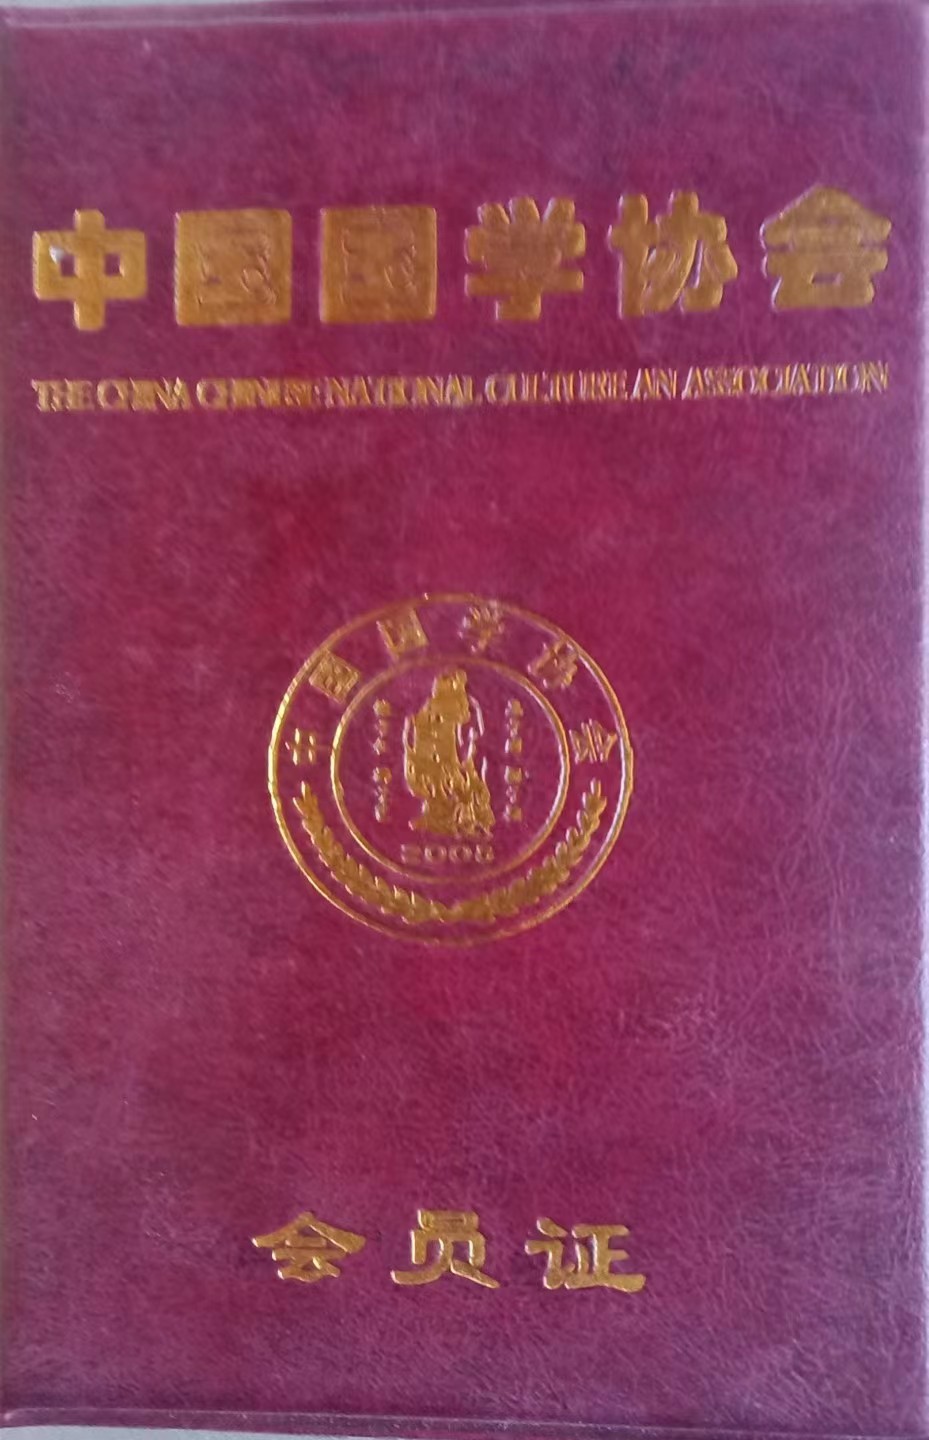 中国国学协会
THE CHINA CHINESE NATIONAL CULTURE AN ASSOCIATION
中国国学协会
2008
会员证